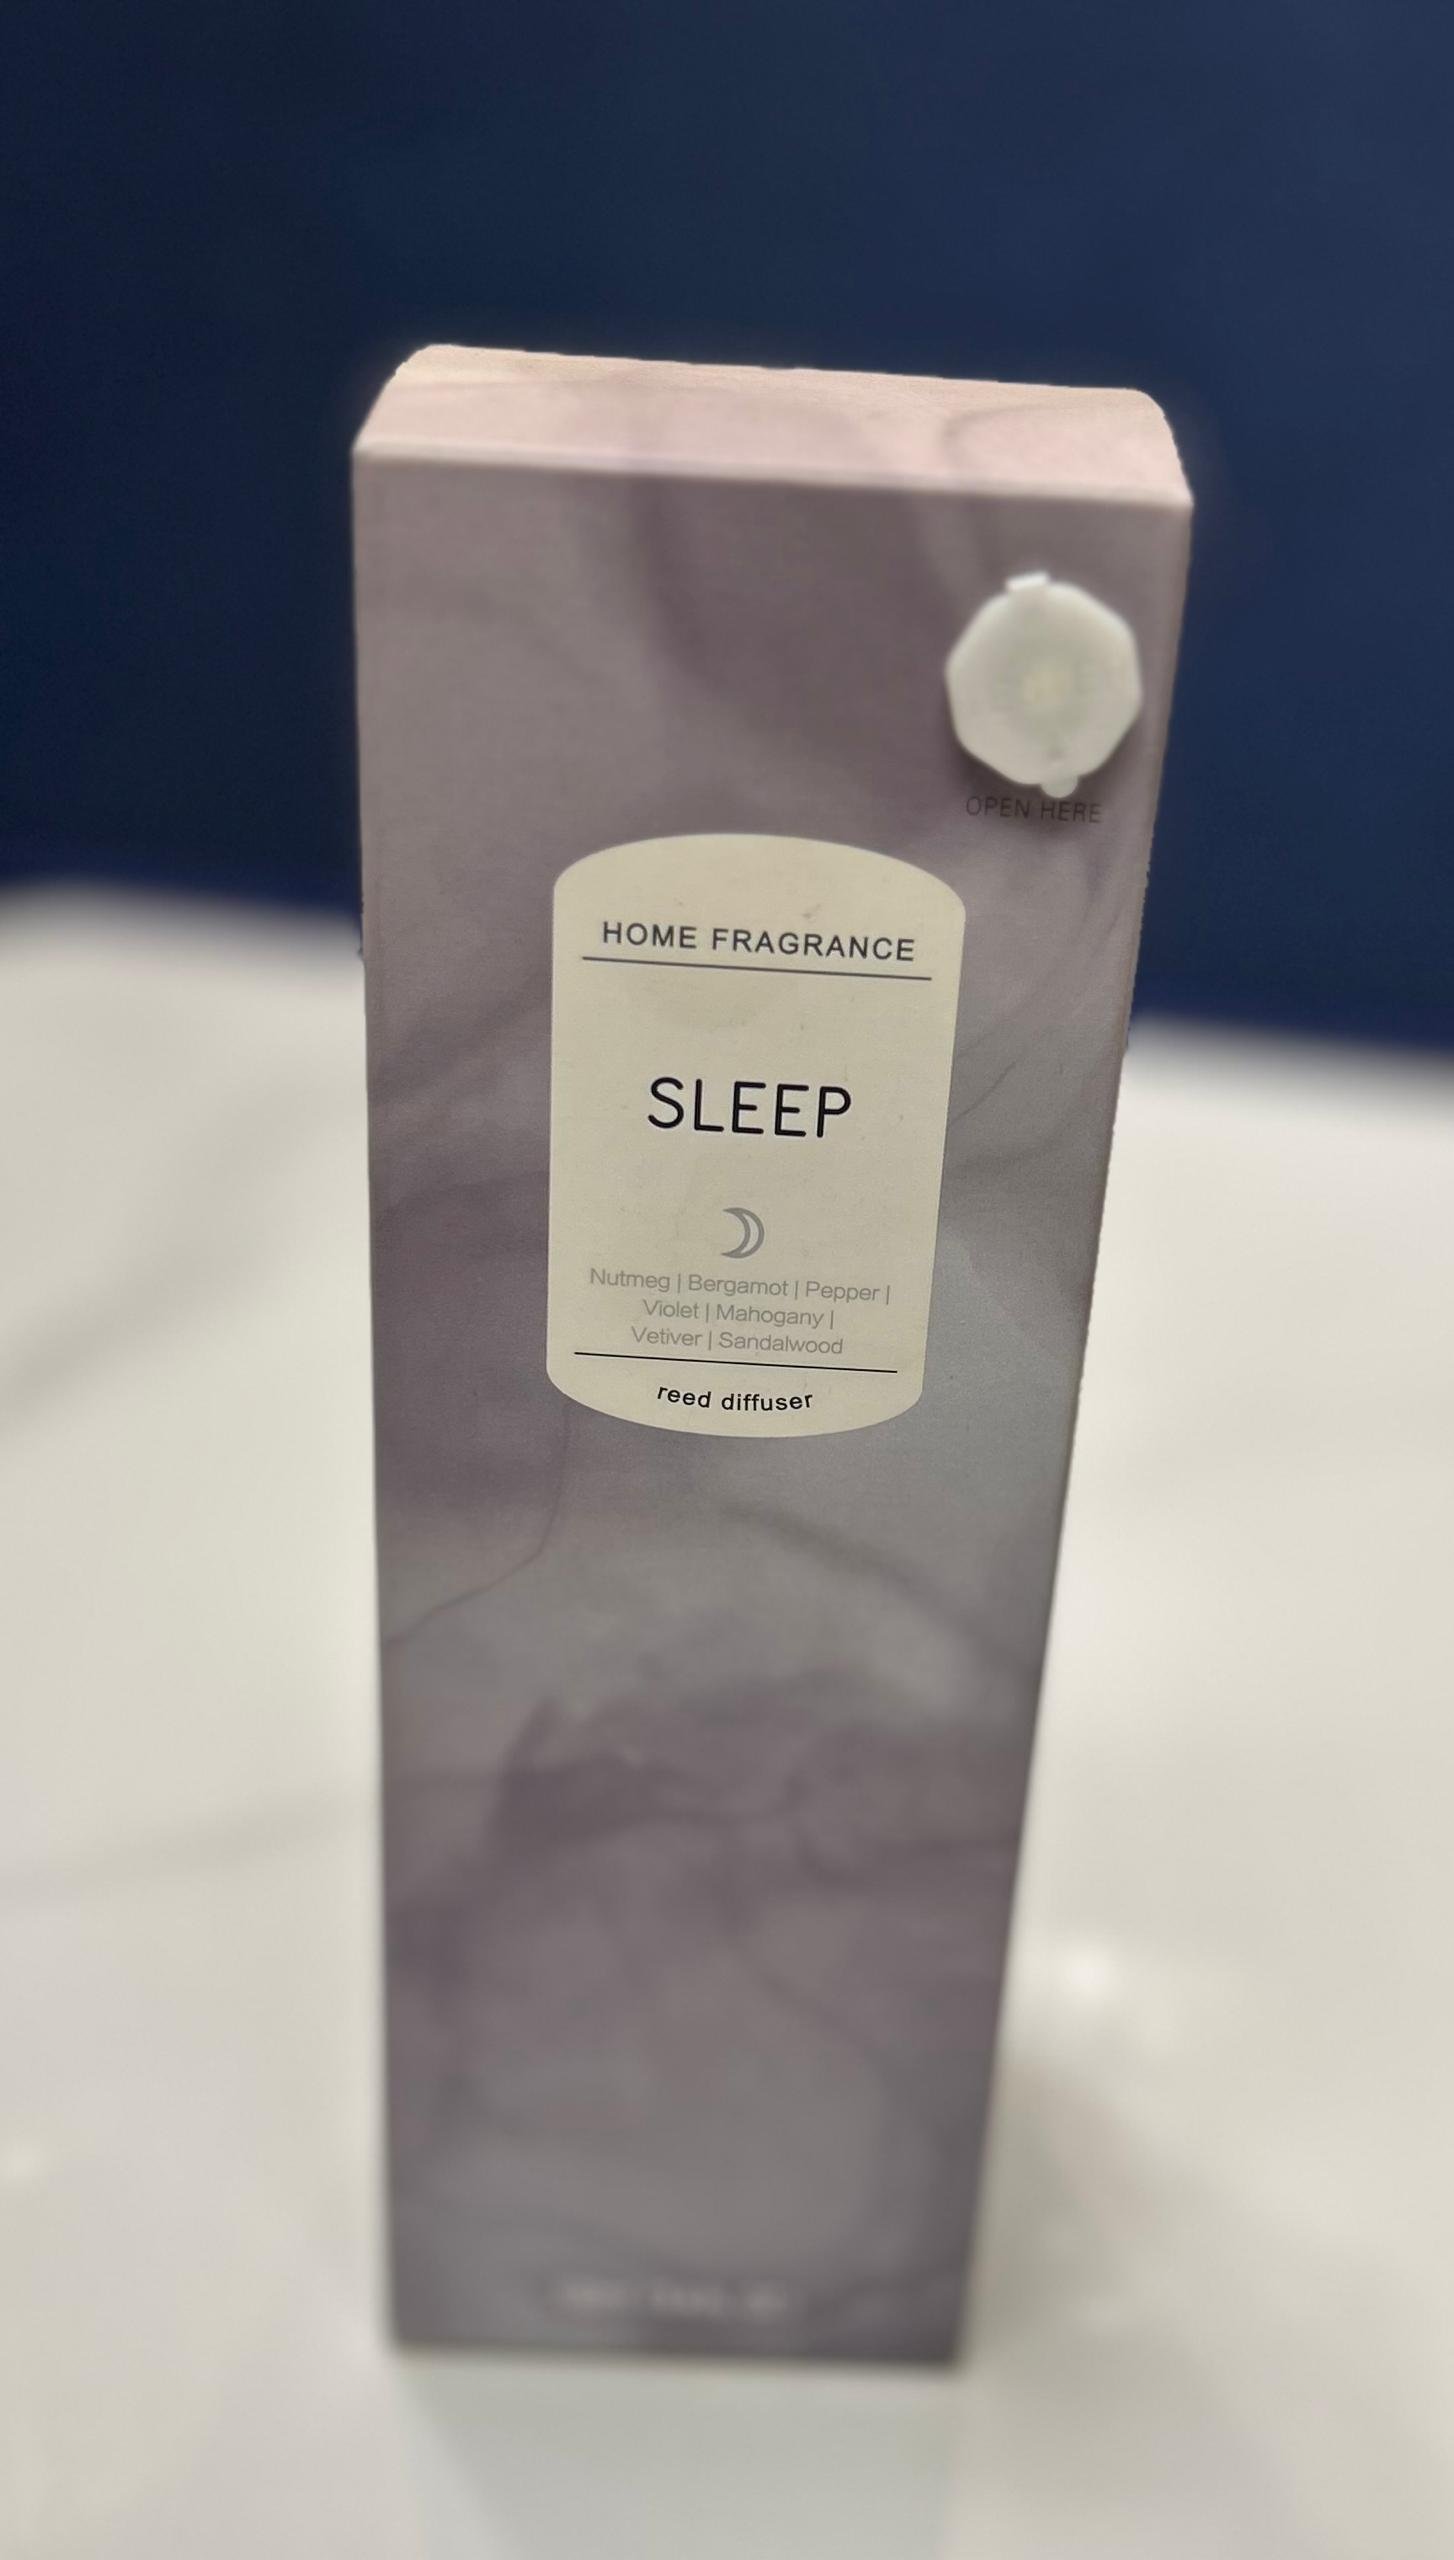 OPEN HERE
HOME FRAGRANCE
SLEEP
Nutmeg | Bergamot | Pepper |
Violet | Mahogany |
Vetiver | Sandalwood
reed diffuser